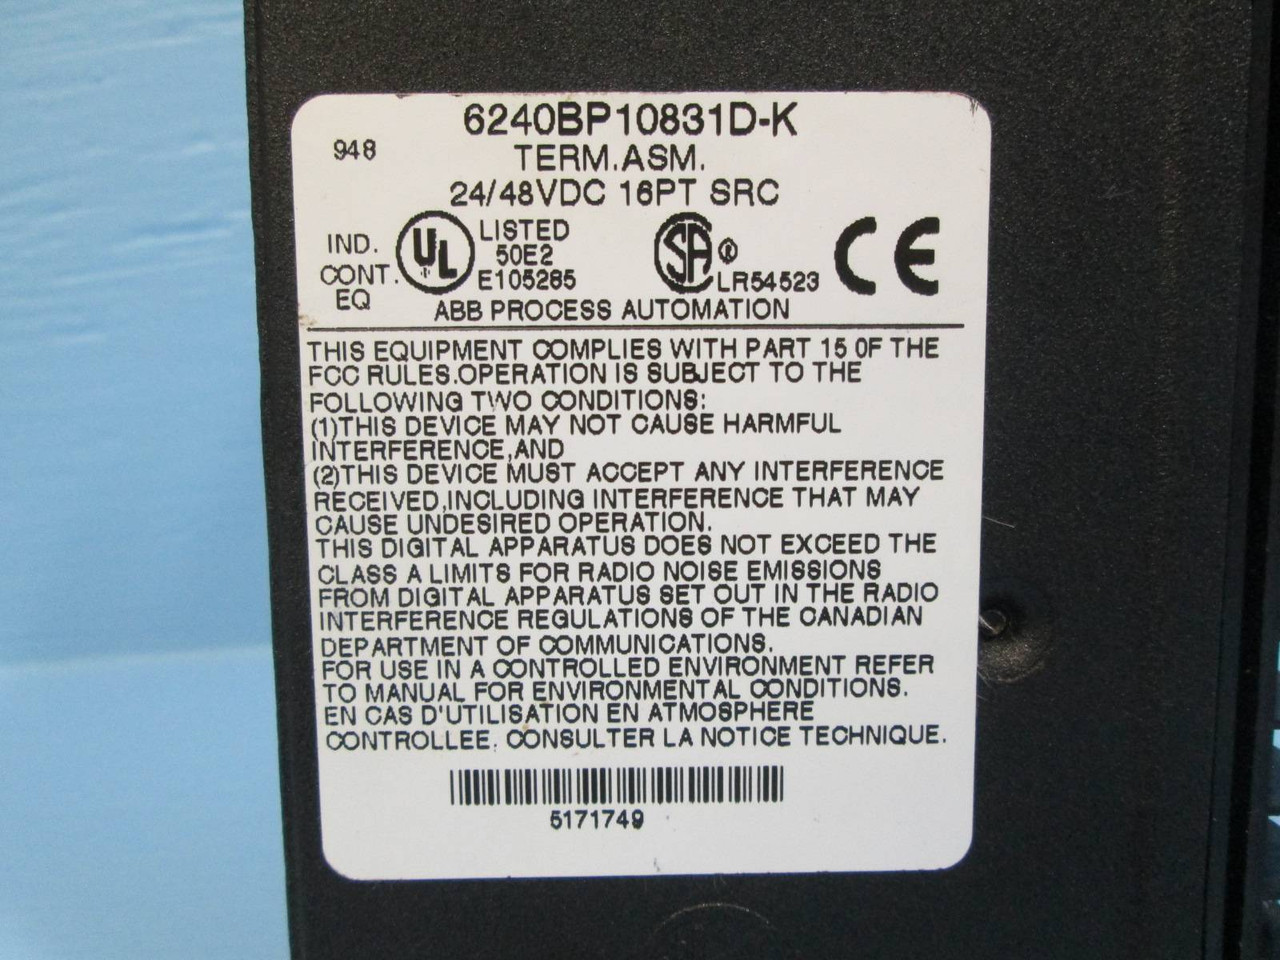 6240BP10831D-K
948
TERM.ASM.
24/48VDC 16PT SRC
IND.
CONT.
EQ
UL
LISTED
50E2
E105285
SA ®
LR54523
CE
ABB PROCESS AUTOMATION
THIS EQUIPMENT COMPLIES WITH PART 15 OF THE
FCC RULES.OPERATION IS SUBJECT TO THE
FOLLOWING TWO CONDITIONS:
(1)THIS DEVICE MAY NOT CAUSE HARMFUL
INTERFERENCE,AND
(2)THIS DEVICE MUST ACCEPT ANY INTERFERENCE
RECEIVED,INCLUDING INTERFERENCE THAT MAY
CAUSE UNDESIRED OPERATION.
THIS DIGITAL APPARATUS DOES NOT EXCEED THE
CLASS A LIMITS FOR RADIO NOISE EMISSIONS
FROM DIGITAL APPARATUS SET OUT IN THE RADIO
INTERFERENCE REGULATIONS OF THE CANADIAN
DEPARTMENT OF COMMUNICATIONS.
FOR USE IN A CONTROLLED ENVIRONMENT REFER
TO MANUAL FOR ENVIRONMENTAL CONDITIONS.
EN CAS D'UTILISATION EN ATMOSPHERE
CONTROLLEE, CONSULTER LA NOTICE TECHNIQUE.
5171749